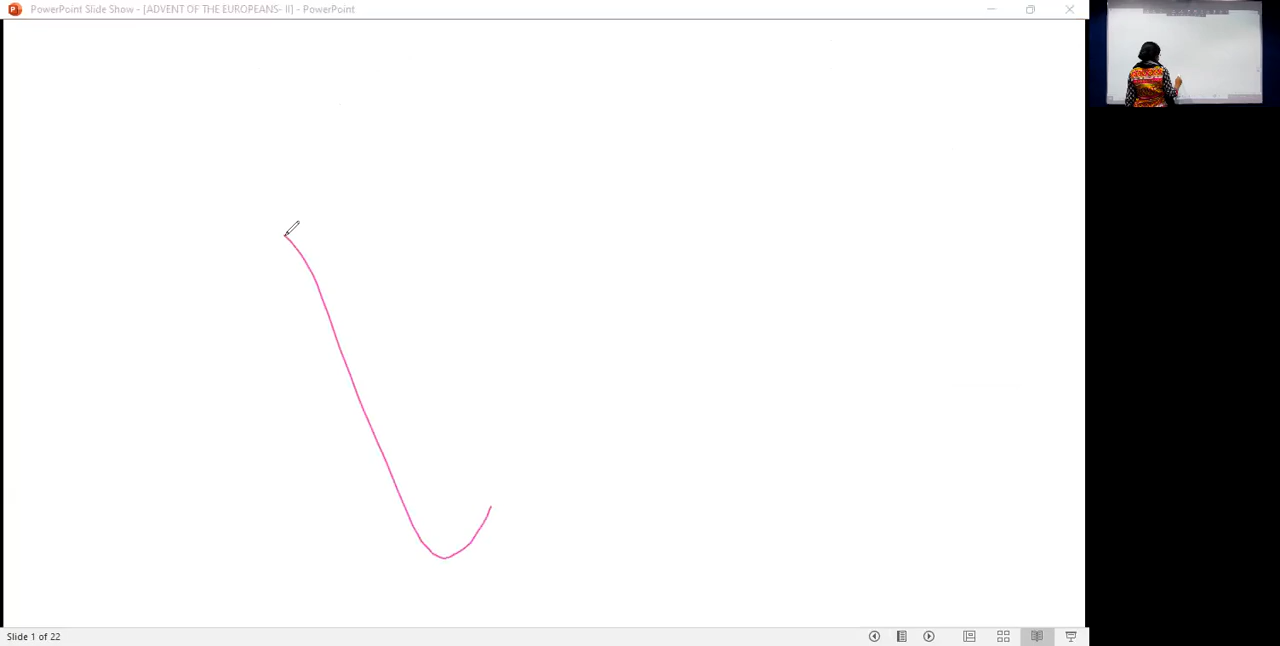 PowerPoint Slide Show - [ADVENT OF THE EUROPEANS- II] - PowerPoint
Slide 1 of 22